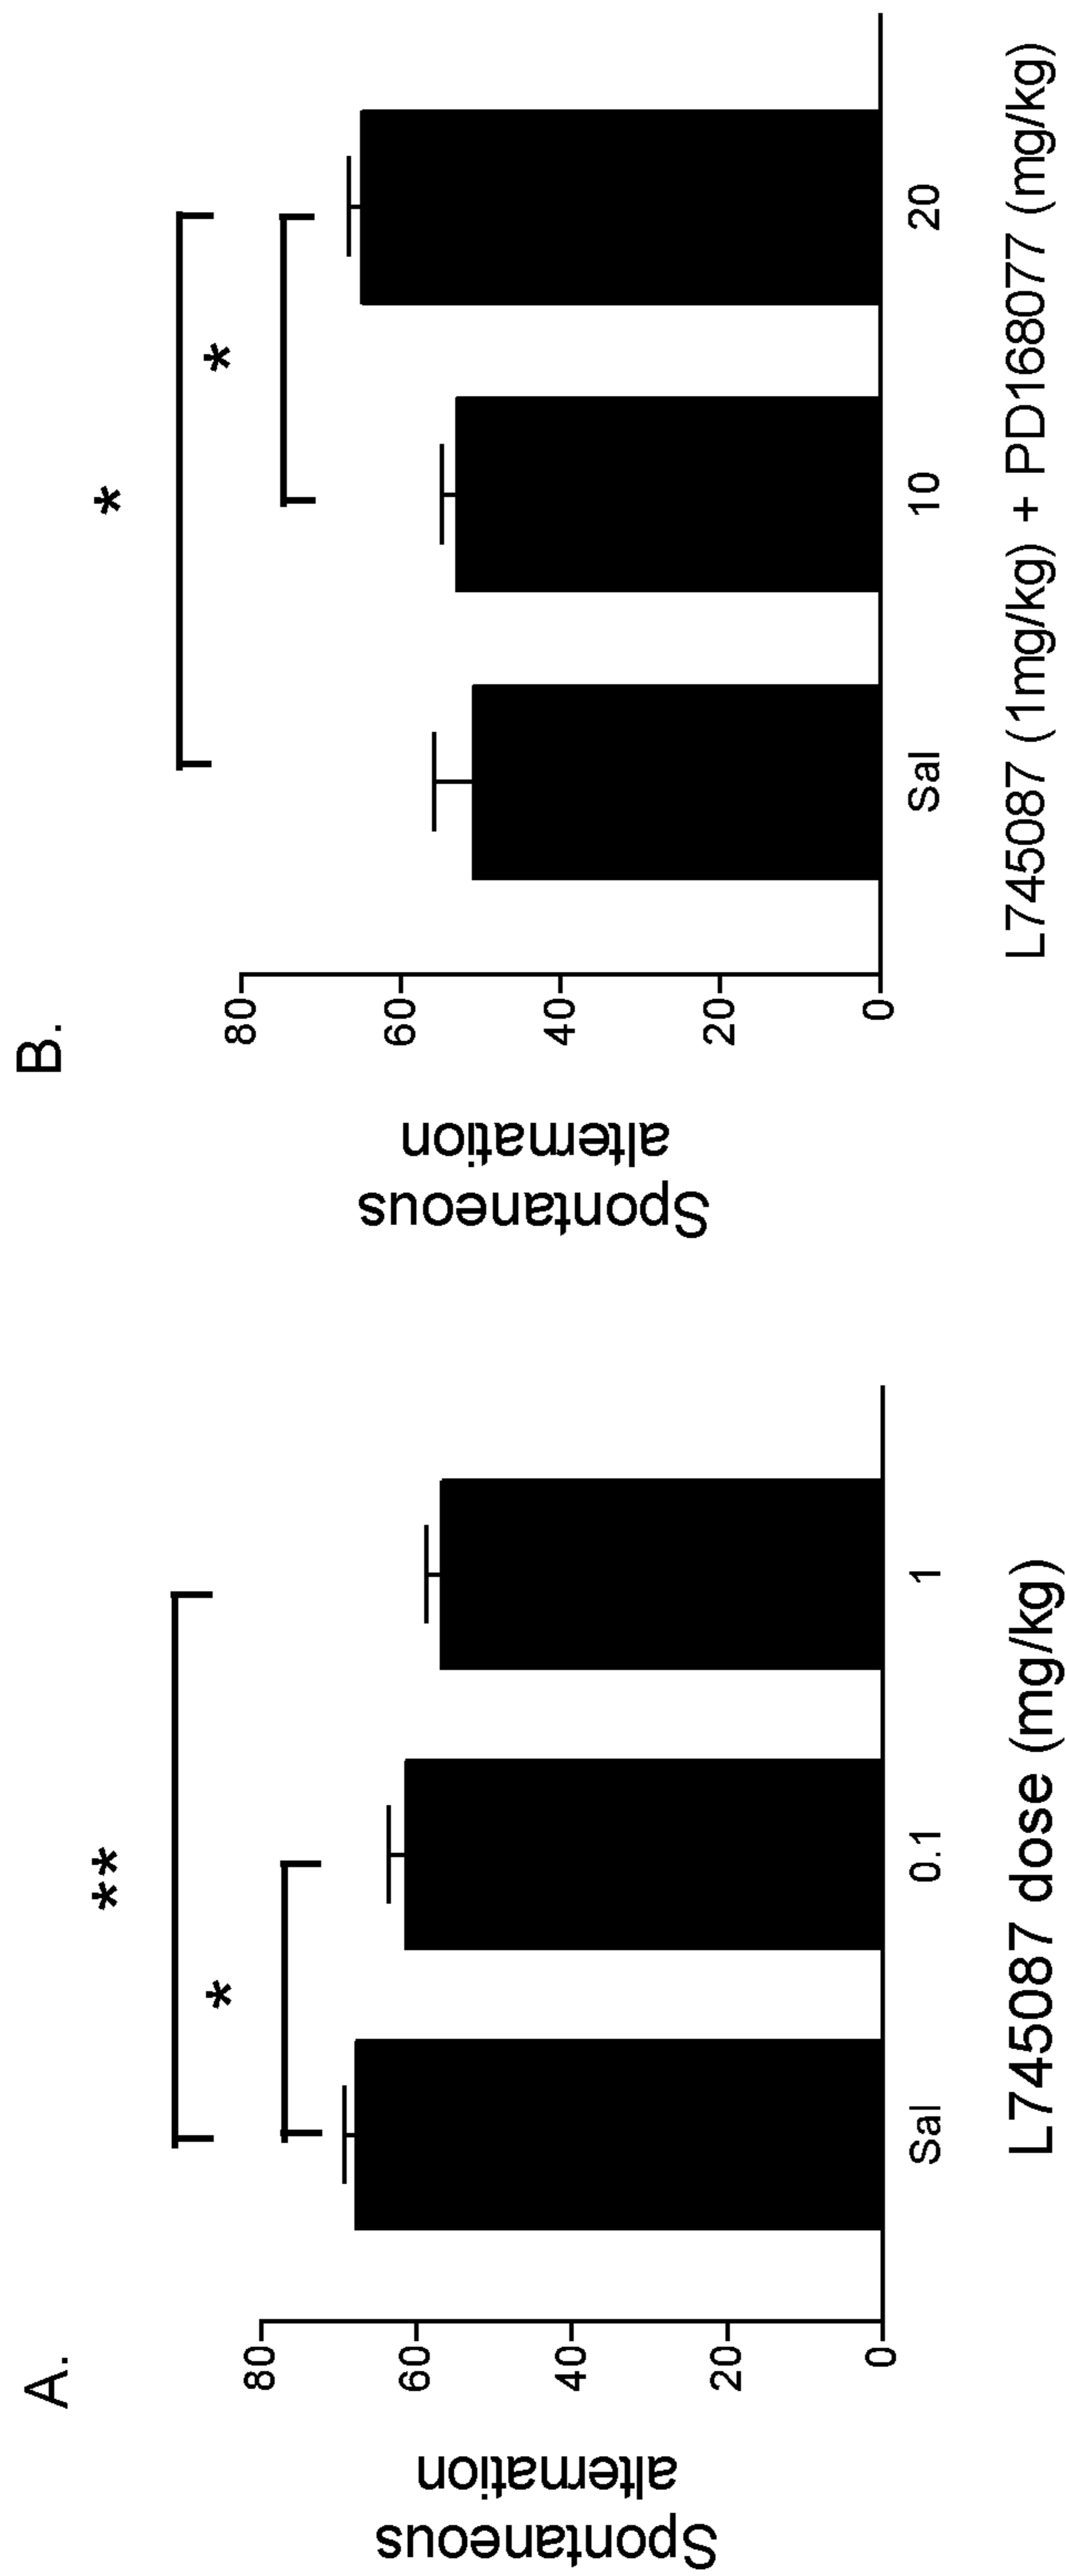 A.
Spontaneous
alternation
80
60
40
20
0
**
*
Sal 0.1 1
L745087 dose (mg/kg)
B.
Spontaneous
alternation
80
60
40
20
0
*
*
Sal 10 20
L745087 (1mg/kg) + PD168077 (mg/kg)